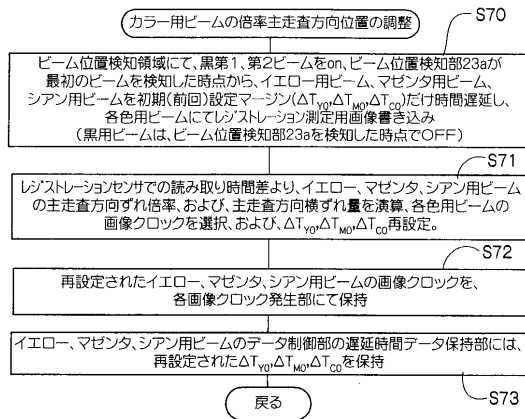 カラー用ビームの倍率主走査方向位置の調整
S70
ビーム位置検知領域にて、黒第1、第2ビームをon、ビーム位置検知部23aが
最初のビームを検知した時点から、イエロー用ビーム、マゼンタ用ビーム、
シアン用ビームを初期(前回)設定マージン(ΔTY0,ΔTM0,ΔTC0)だけ時間遅延し、
各色用ビームにてレジストレーション測定用画像書き込み
(黒用ビームは、ビーム位置検知部23aを検知した時点でOFF)
S71
レジストレーションセンサでの読み取り時間差より、イエロー、マゼンタ、シアン用ビーム
の主走査方向ずれ倍率、および、主走査方向横ずれ量を演算、各色用ビームの
画像クロックを選択、および、ΔTY0,ΔTM0,ΔTC0再設定。
S72
再設定されたイエロー、マゼンタ、シアン用ビームの画像クロックを、
各画像クロック発生部にて保持
イエロー、マゼンタ、シアン用ビームのデータ制御部の遅延時間データ保持部には、
再設定されたΔTY0,ΔTM0,ΔTC0を保持
S73
戻る